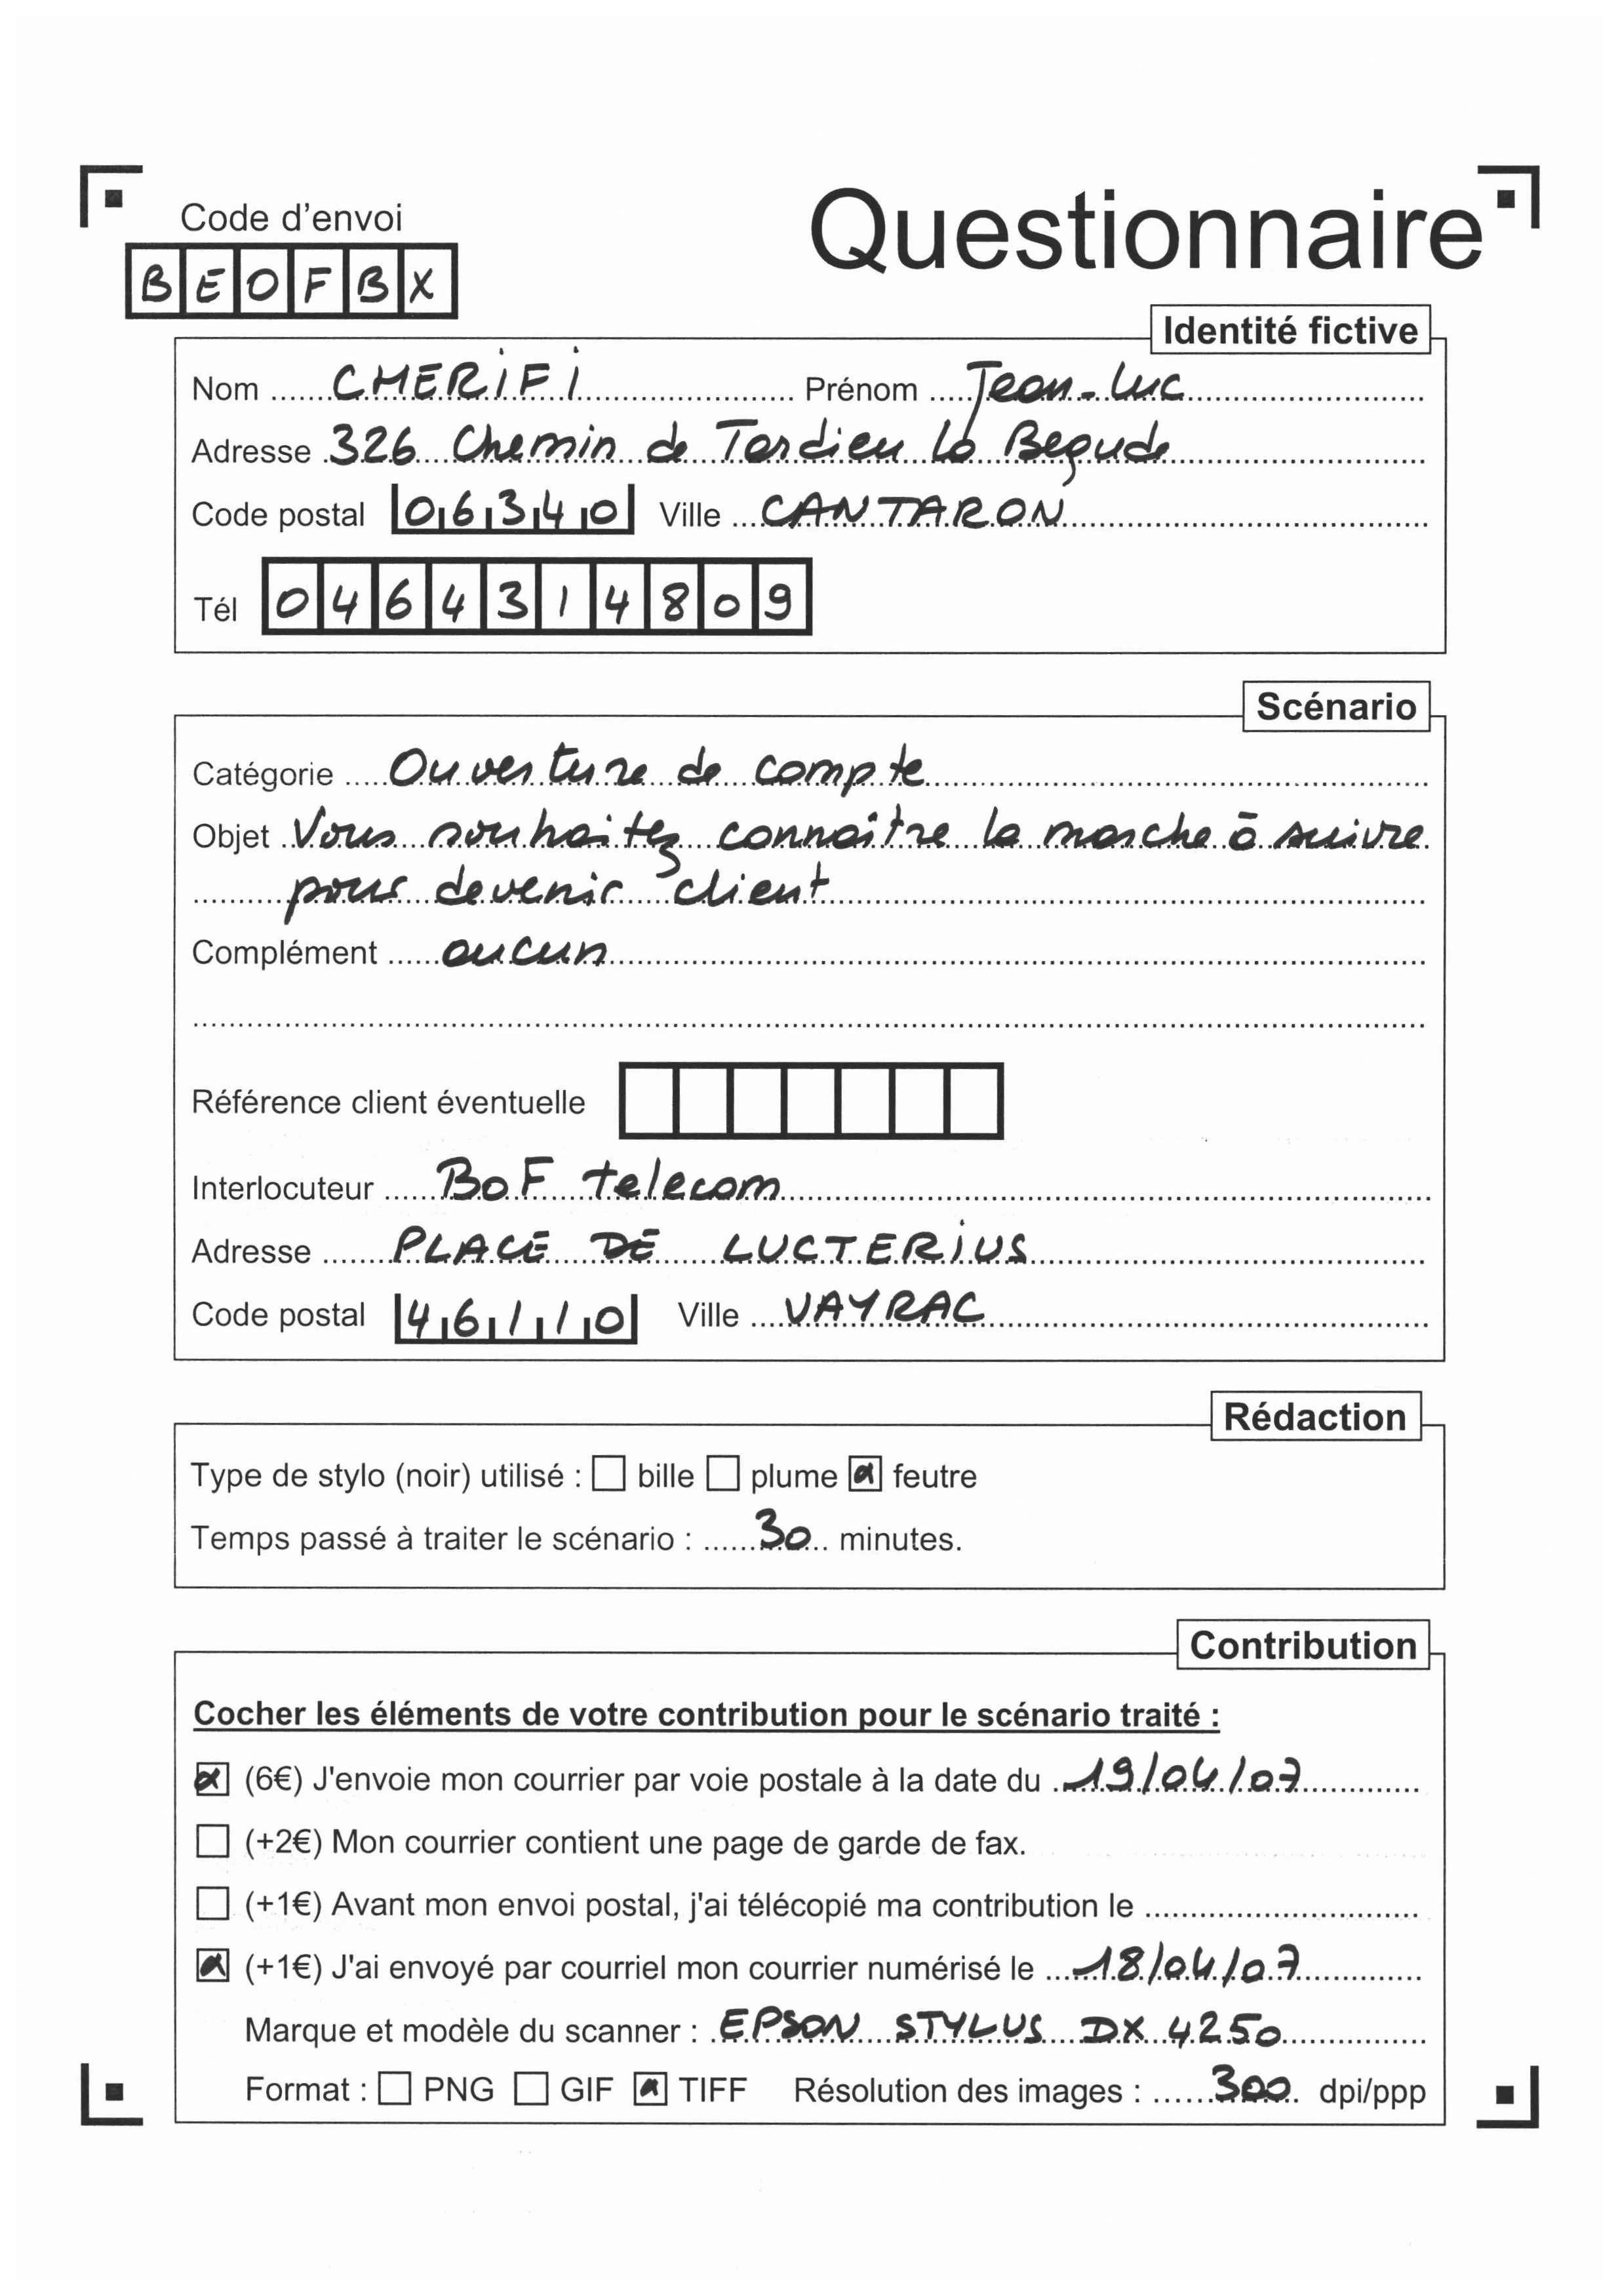 Questionnaire
Code d'envoi
BEOFBX
Identité fictive
Nom CHERIFI Prénom Jean-Luc
Adresse 326 Chemin de Tardieu la Begude
Code postal 06340 Ville CANTARON
Tél 0464314809
Scénario
Catégorie Ouverture de compte
Objet Vous souhaitez connaître la marche à suivre
pour devenir client
Complément aucun
Référence client éventuelle
Interlocuteur BoF telecom
Adresse PLACE DE LUCTERIUS
Code postal 46110 Ville VAYRAC
Rédaction
Type de stylo (noir) utilisé : bille plume feutre
Temps passé à traiter le scénario : 30 minutes.
Contribution
Cocher les éléments de votre contribution pour le scénario traité :
(6€) J'envoie mon courrier par voie postale à la date du 19/04/07
(+2€) Mon courrier contient une page de garde de fax.
(+1€) Avant mon envoi postal, j'ai télécopié ma contribution le
(+1€) J'ai envoyé par courriel mon courrier numérisé le 18/04/07
Marque et modèle du scanner : EPSON STYLUS DX 4250
Format : PNG GIF TIFF Résolution des images : 300 dpi/ppp